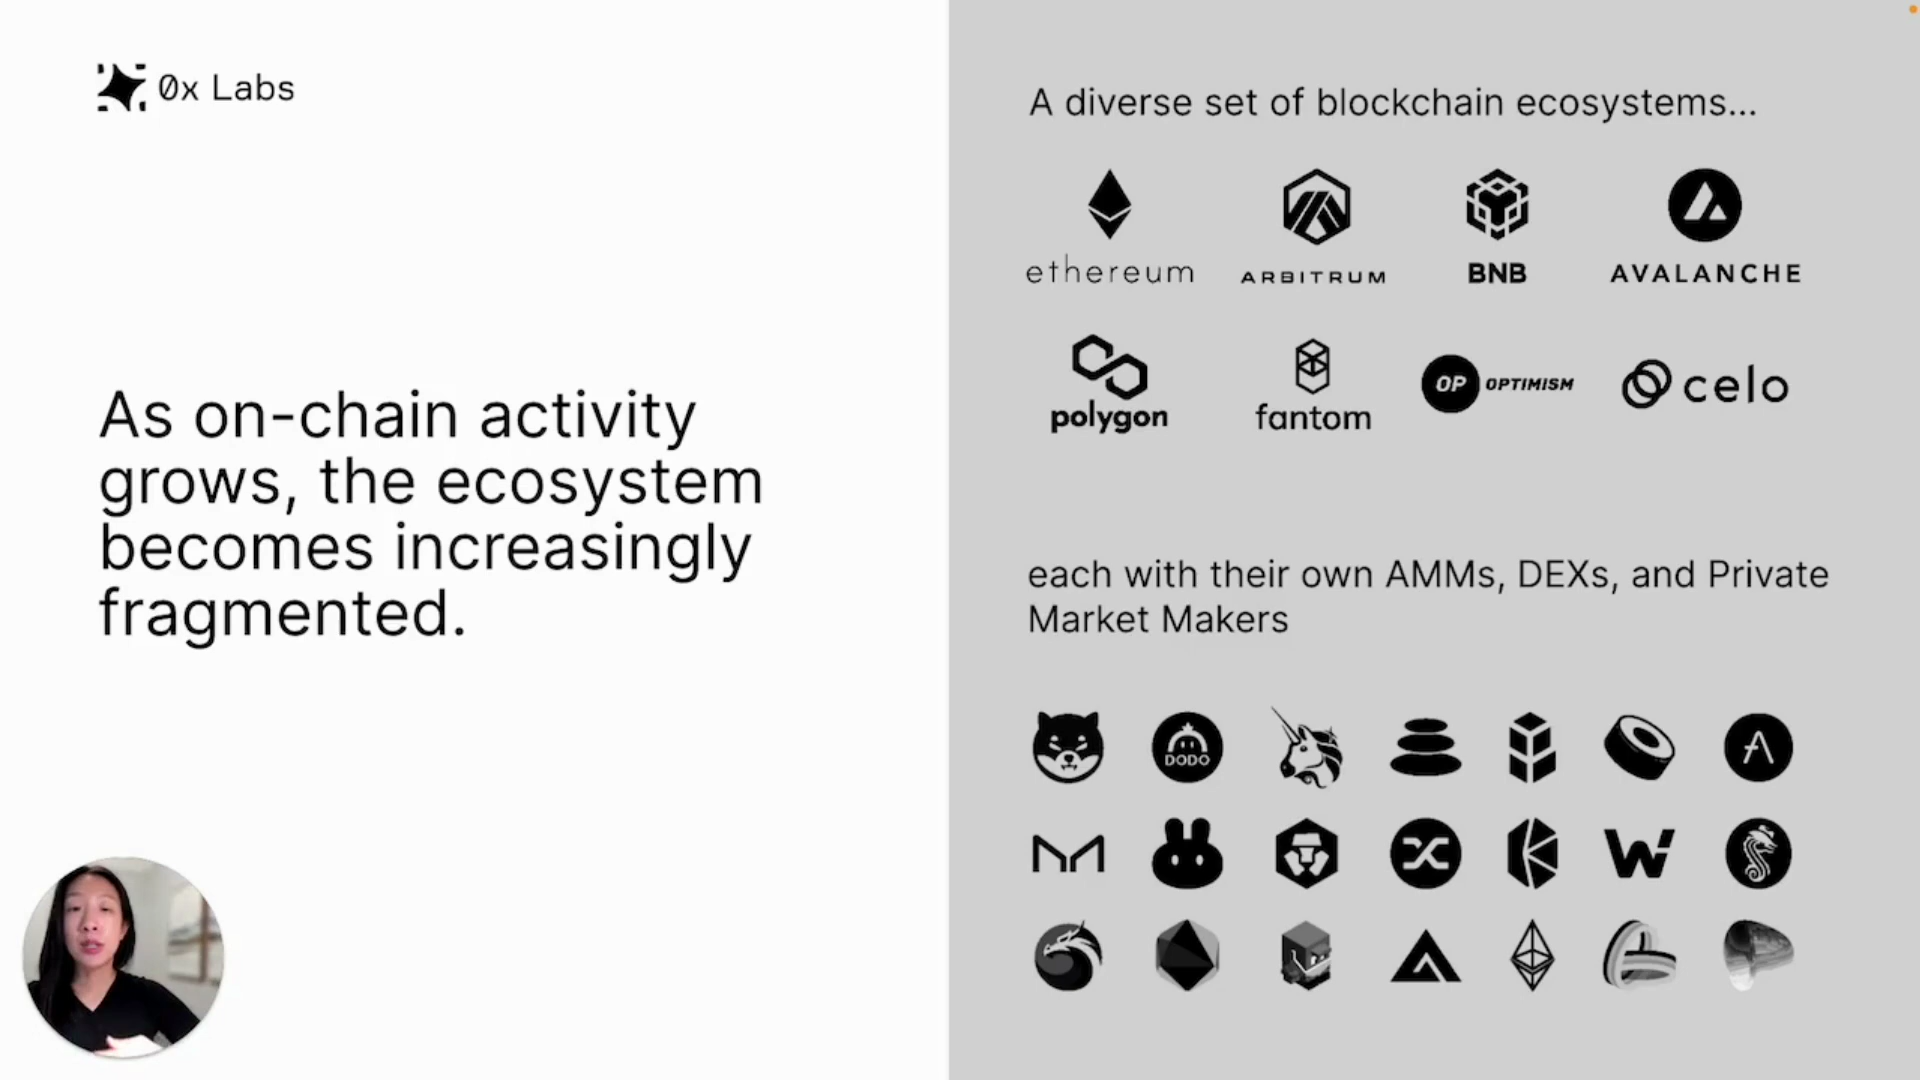 0x Labs
As on-chain activity
grows, the ecosystem
becomes increasingly
fragmented.
A diverse set of blockchain ecosystems...
ethereum
ARBITRUM
BNB
AVALANCHE
polygon
fantom
OP OPTIMISM
celo
each with their own AMMs, DEXs, and Private
Market Makers
DODO